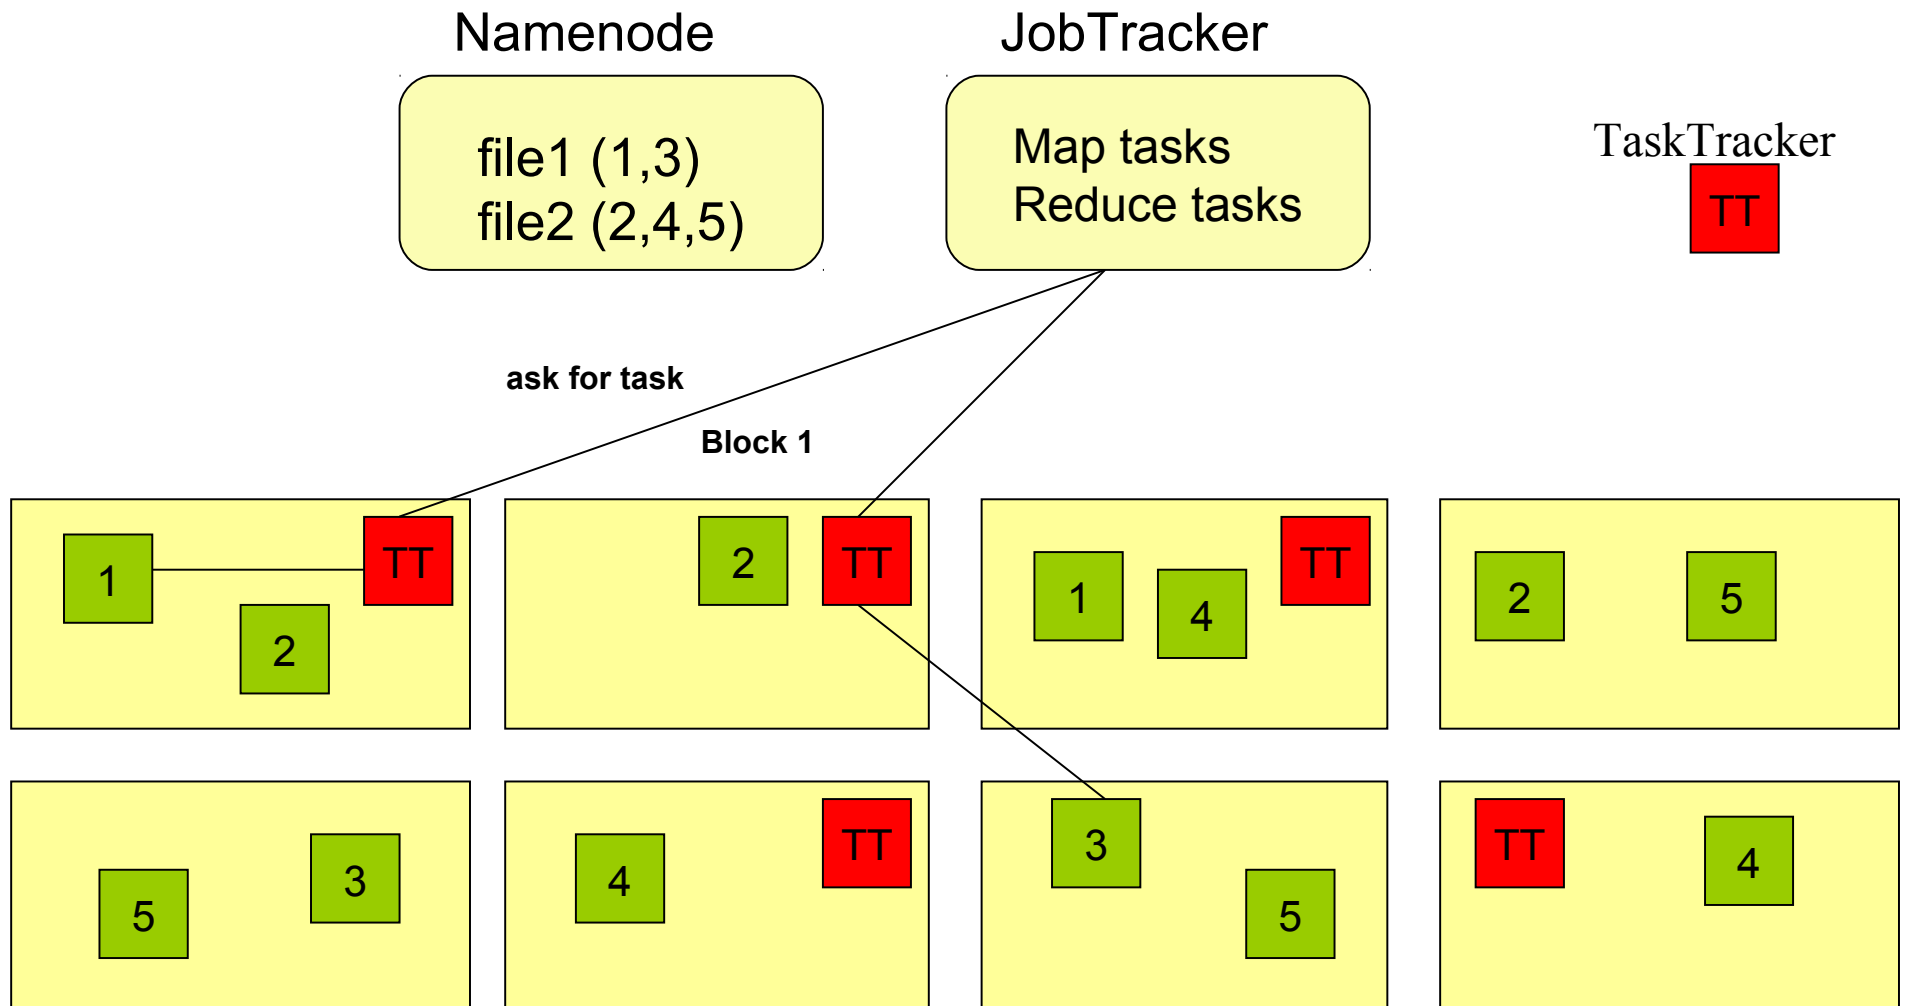 Namenode
JobTracker
file1 (1,3)
file2 (2,4,5)
Map tasks
Reduce tasks
TaskTracker
TT
ask for task
Block 1
1
2
TT
2
TT
1
4
TT
2
5
5
3
4
TT
3
5
TT
4